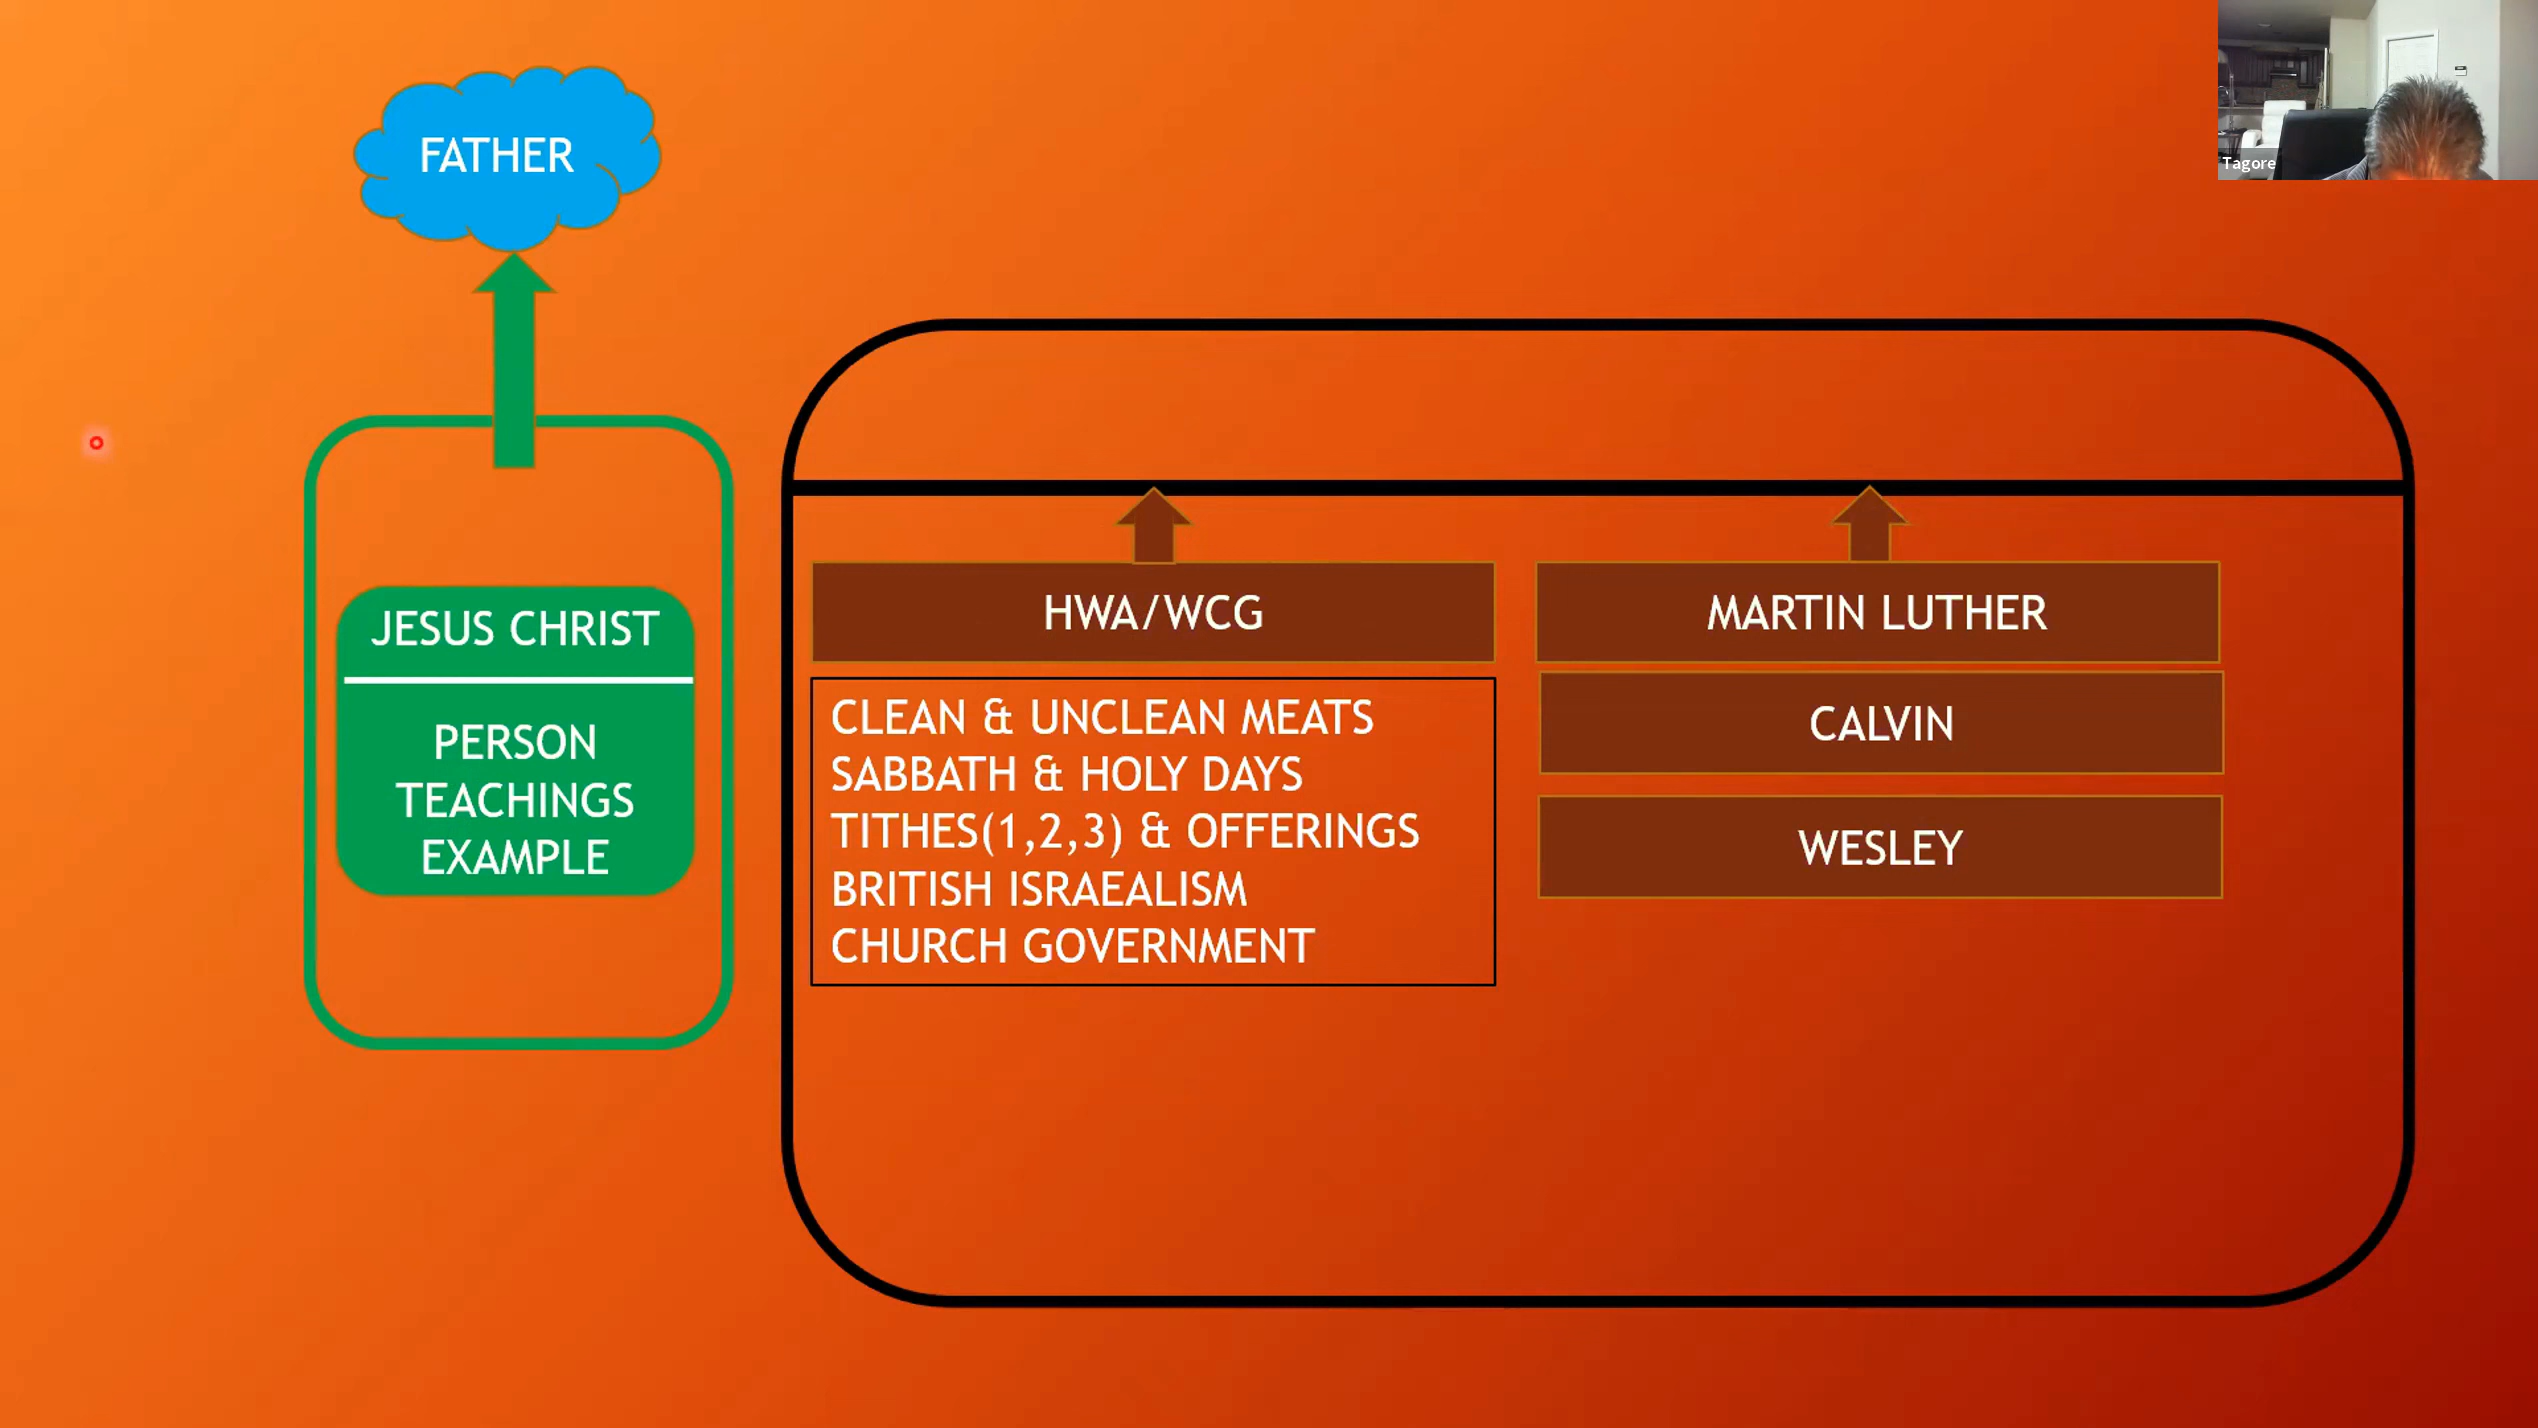 FATHER
Tagore
JESUS CHRIST
PERSON
TEACHINGS
EXAMPLE
HWA/WCG
CLEAN & UNCLEAN MEATS
SABBATH & HOLY DAYS
TITHES(1,2,3) & OFFERINGS
BRITISH ISRAEALISM
CHURCH GOVERNMENT
MARTIN LUTHER
CALVIN
WESLEY